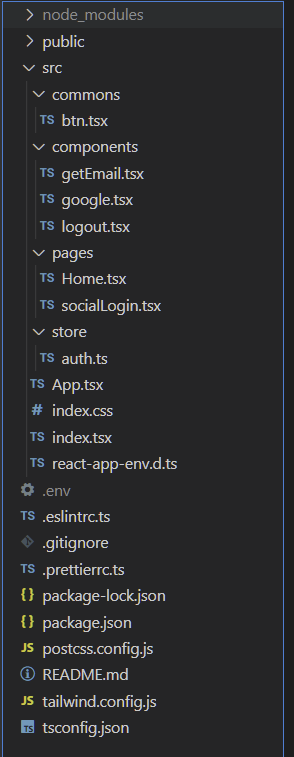 node_modules
public
src
commons
TS btn.tsx
components
TS getEmail.tsx
TS google.tsx
TS logout.tsx
pages
TS Home.tsx
TS socialLogin.tsx
store
TS auth.ts
TS App.tsx
# index.css
TS index.tsx
TS react-app-env.d.ts
.env
TS .eslintrc.ts
.gitignore
TS .prettierrc.ts
{ } package-lock.json
{ } package.json
JS postcss.config.js
README.md
JS tailwind.config.js
TS tsconfig.json